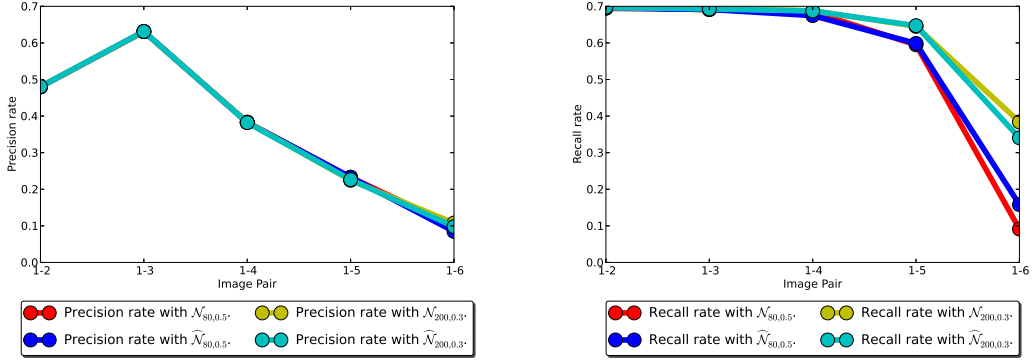 0.7
0.6
0.5
0.4
0.3
0.2
0.1
0.0
Precision rate
1-2 1-3 1-4 1-5 1-6
Image Pair
Precision rate with 𝒩80,0.5. Precision rate with 𝒩200,0.3.
Precision rate with 𝒩̂80,0.5. Precision rate with 𝒩̂200,0.3.
0.7
0.6
0.5
0.4
0.3
0.2
0.1
0.0
Recall rate
1-2 1-3 1-4 1-5 1-6
Image Pair
Recall rate with 𝒩80,0.5. Recall rate with 𝒩200,0.3.
Recall rate with 𝒩̂80,0.5. Recall rate with 𝒩̂200,0.3.